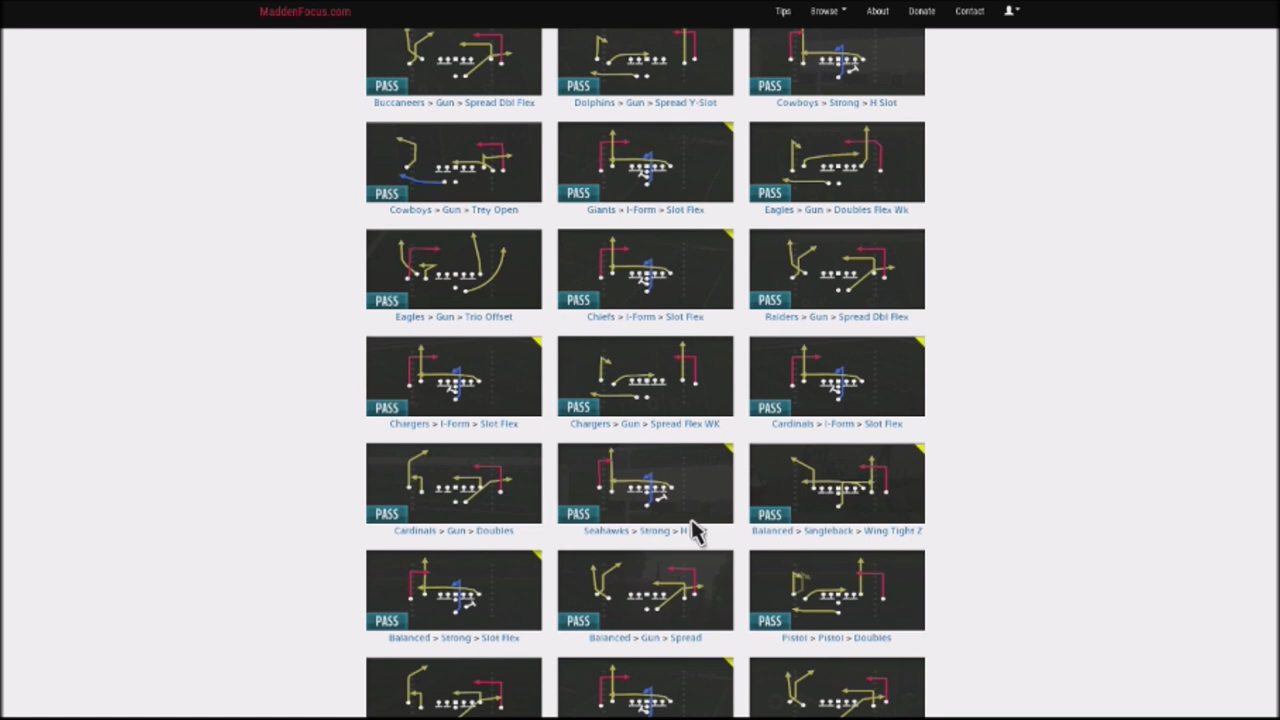 MaddenFocus.com
Tips Browse About Donate Contact
PASS PASS PASS
Buccaneers > Gun > Spread Dbl Flex Dolphins > Gun > Spread Y-Slot Cowboys > Strong > H Slot
PASS PASS PASS
Cowboys > Gun > Trey Open Giants > I-Form > Slot Flex Eagles > Gun > Doubles Flex Wk
PASS PASS PASS
Eagles > Gun > Trio Offset Chiefs > I-Form > Slot Flex Raiders > Gun > Spread Dbl Flex
PASS PASS PASS
Chargers > I-Form > Slot Flex Chargers > Gun > Spread Flex WK Cardinals > I-Form > Slot Flex
PASS PASS PASS
Cardinals > Gun > Doubles Seahawks > Strong > H Balanced > Singleback > Wing Tight Z
PASS PASS PASS
Balanced > Strong > Slot Flex Balanced > Gun > Spread Pistol > Pistol > Doubles